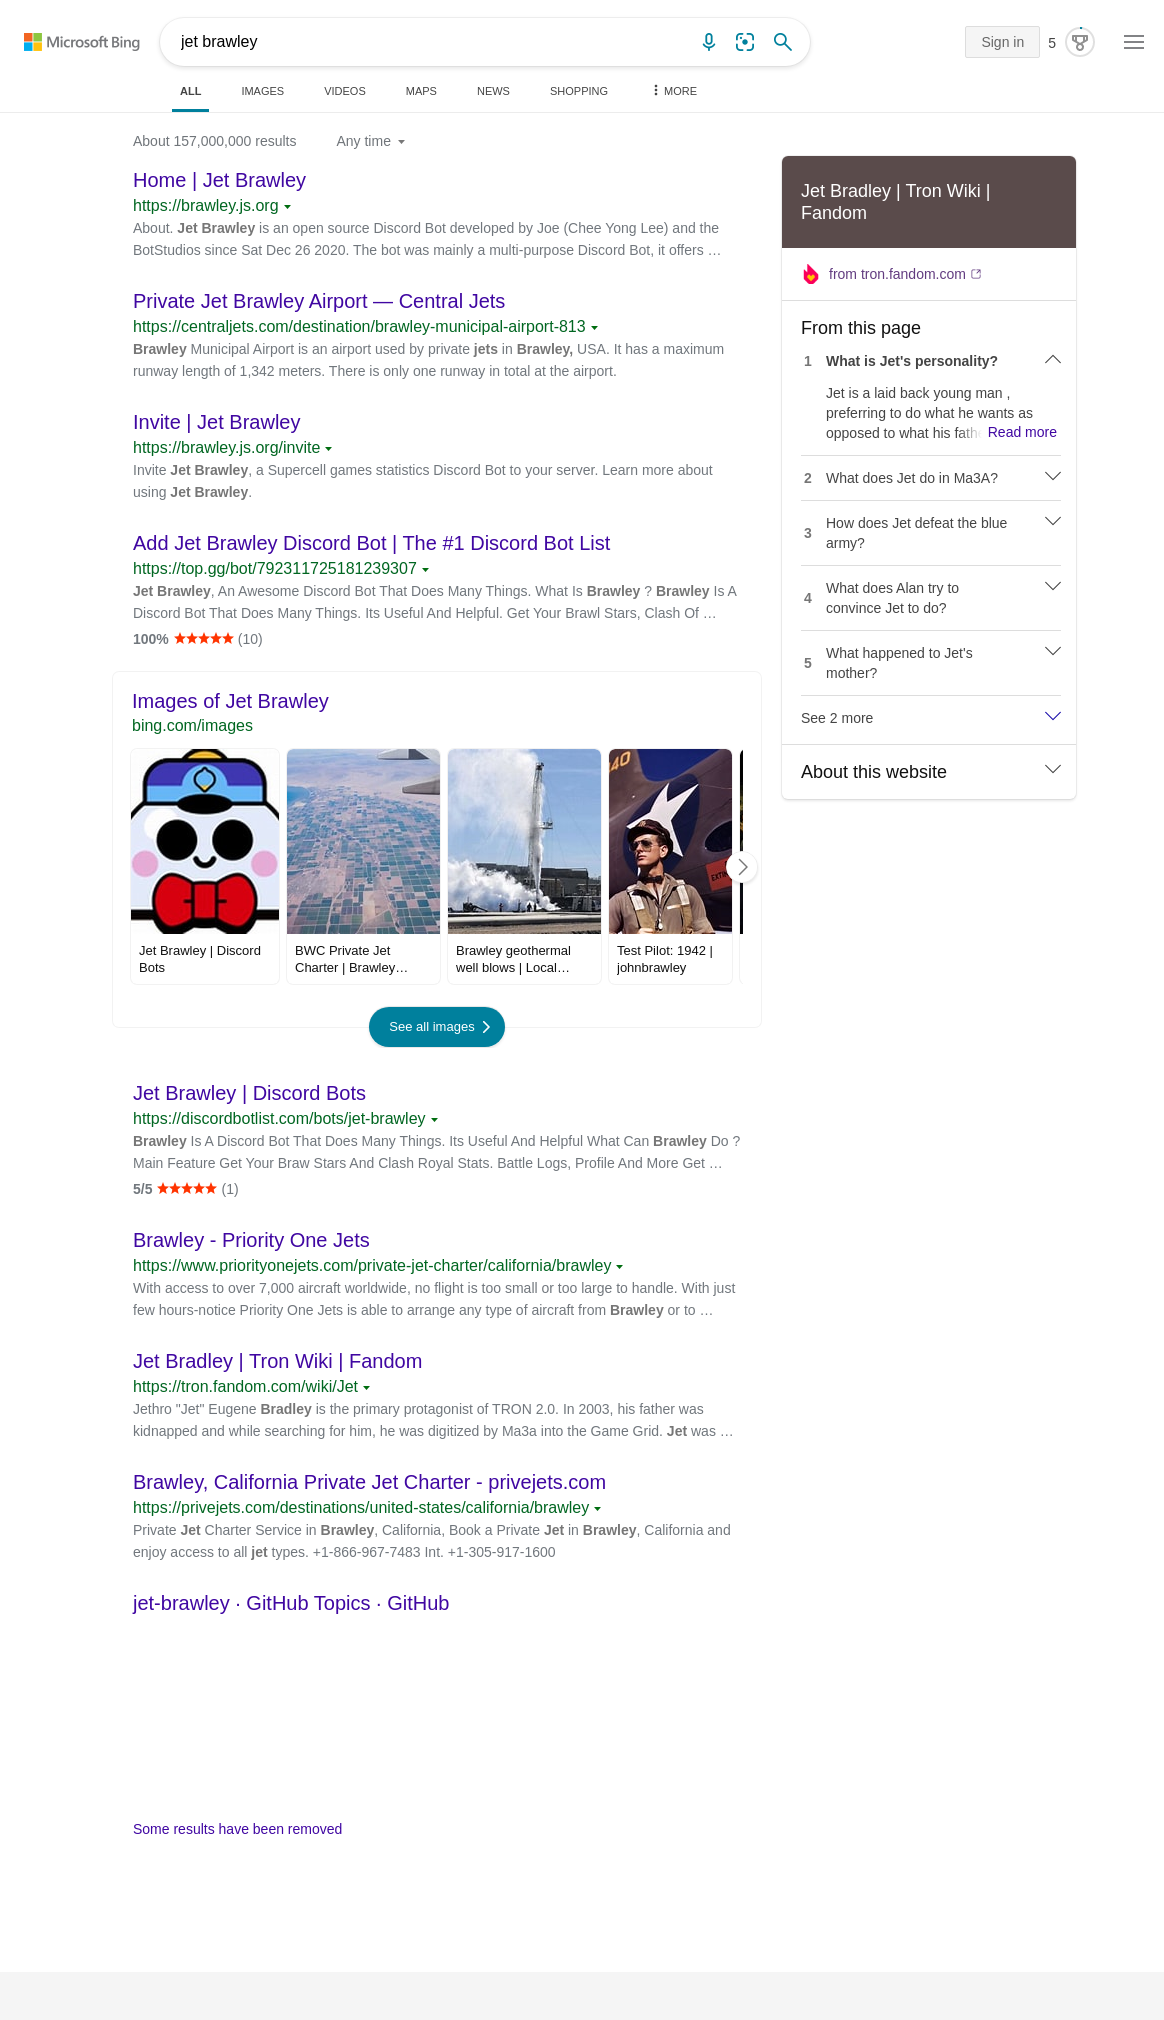 Microsoft Bing
jet brawley
Sign in
5
ALL
IMAGES
VIDEOS
MAPS
NEWS
SHOPPING
MORE
About 157,000,000 results
Any time
Home | Jet Brawley
https://brawley.js.org
About. Jet Brawley is an open source Discord Bot developed by Joe (Chee Yong Lee) and the
BotStudios since Sat Dec 26 2020. The bot was mainly a multi-purpose Discord Bot, it offers …
Private Jet Brawley Airport — Central Jets
https://centraljets.com/destination/brawley-municipal-airport-813
Brawley Municipal Airport is an airport used by private jets in Brawley, USA. It has a maximum
runway length of 1,342 meters. There is only one runway in total at the airport.
Invite | Jet Brawley
https://brawley.js.org/invite
Invite Jet Brawley, a Supercell games statistics Discord Bot to your server. Learn more about
using Jet Brawley.
Add Jet Brawley Discord Bot | The #1 Discord Bot List
https://top.gg/bot/792311725181239307
Jet Brawley, An Awesome Discord Bot That Does Many Things. What Is Brawley ? Brawley Is A
Discord Bot That Does Many Things. Its Useful And Helpful. Get Your Brawl Stars, Clash Of …
100% (10)
Images of Jet Brawley
bing.com/images
Jet Brawley | Discord
Bots
BWC Private Jet
Charter | Brawley…
Brawley geothermal
well blows | Local…
Test Pilot: 1942 |
johnbrawley
See all images
Jet Brawley | Discord Bots
https://discordbotlist.com/bots/jet-brawley
Brawley Is A Discord Bot That Does Many Things. Its Useful And Helpful What Can Brawley Do ?
Main Feature Get Your Braw Stars And Clash Royal Stats. Battle Logs, Profile And More Get …
5/5 (1)
Brawley - Priority One Jets
https://www.priorityonejets.com/private-jet-charter/california/brawley
With access to over 7,000 aircraft worldwide, no flight is too small or too large to handle. With just
few hours-notice Priority One Jets is able to arrange any type of aircraft from Brawley or to …
Jet Bradley | Tron Wiki | Fandom
https://tron.fandom.com/wiki/Jet
Jethro "Jet" Eugene Bradley is the primary protagonist of TRON 2.0. In 2003, his father was
kidnapped and while searching for him, he was digitized by Ma3a into the Game Grid. Jet was …
Brawley, California Private Jet Charter - privejets.com
https://privejets.com/destinations/united-states/california/brawley
Private Jet Charter Service in Brawley, California, Book a Private Jet in Brawley, California and
enjoy access to all jet types. +1-866-967-7483 Int. +1-305-917-1600
jet-brawley · GitHub Topics · GitHub
Some results have been removed
Jet Bradley | Tron Wiki |
Fandom
from tron.fandom.com
From this page
1 What is Jet's personality?
Jet is a laid back young man ,
preferring to do what he wants as
opposed to what his Read more
2 What does Jet do in Ma3A?
3 How does Jet defeat the blue
army?
4 What does Alan try to
convince Jet to do?
5 What happened to Jet's
mother?
See 2 more
About this website